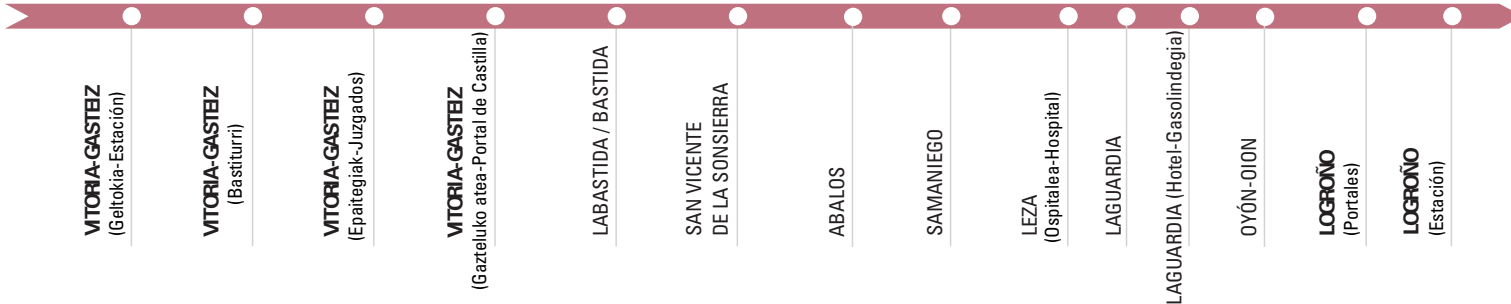 VITORIA-GASTEIZ
(Geltokia-Estación)
VITORIA-GASTEIZ
(Bastiturri)
VITORIA-GASTEIZ
(Epaitegiak-Juzgados)
VITORIA-GASTEIZ
(Gazteluko atea-Portal de Castilla)
LABASTIDA / BASTIDA
SAN VICENTE
DE LA SONSIERRA
ABALOS
SAMANIEGO
LEZA
(Ospitalea-Hospital)
LAGUARDIA
LAGUARDIA (Hotel-Gasolindegia)
OYÓN-OION
LOGROÑO
(Portales)
LOGROÑO
(Estación)